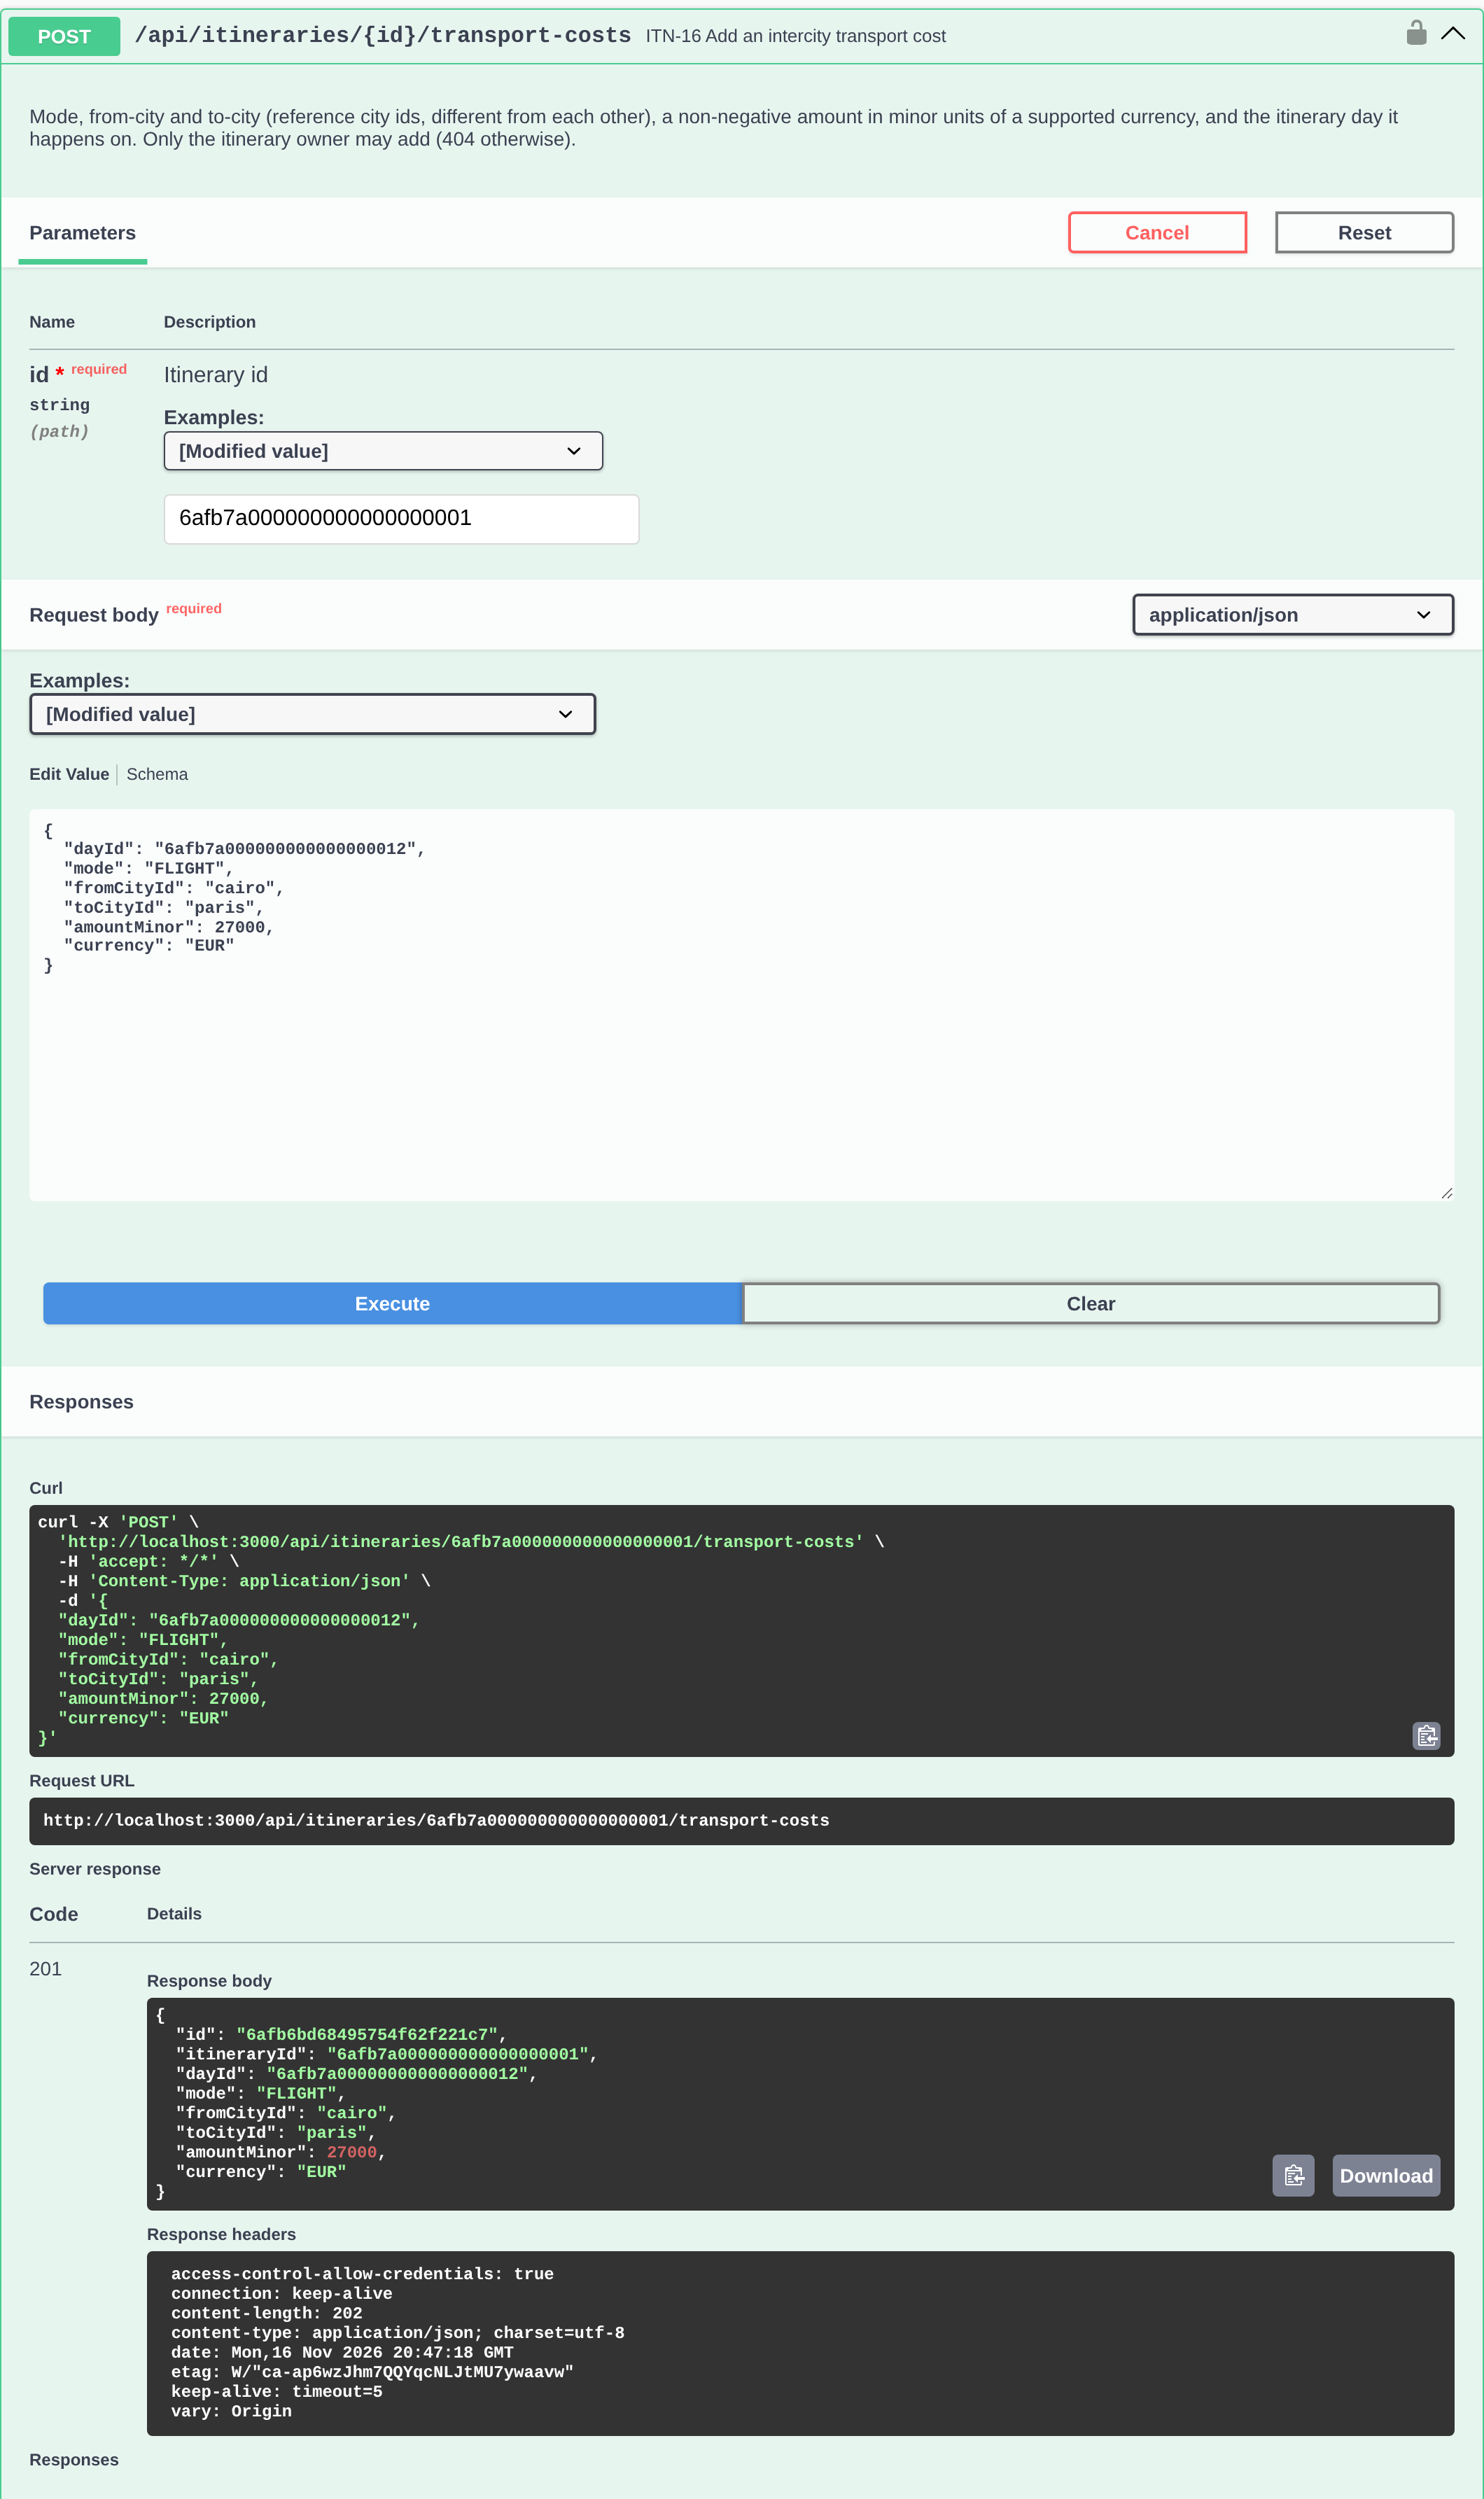 POST /api/itineraries/{id}/transport-costs ITN-16 Add an intercity transport cost
Mode, from-city and to-city (reference city ids, different from each other), a non-negative amount in minor units of a supported currency, and the itinerary day it
happens on. Only the itinerary owner may add (404 otherwise).
Parameters Cancel Reset
Name Description
id * required Itinerary id
string
(path)
Examples:
[Modified value]
6afb7a000000000000000001
Request body required application/json
Examples:
[Modified value]
Edit Value Schema
{
  "dayId": "6afb7a000000000000000012",
  "mode": "FLIGHT",
  "fromCityId": "cairo",
  "toCityId": "paris",
  "amountMinor": 27000,
  "currency": "EUR"
}
Execute Clear
Responses
Curl
curl -X 'POST' \
  'http://localhost:3000/api/itineraries/6afb7a000000000000000001/transport-costs' \
  -H 'accept: */*' \
  -H 'Content-Type: application/json' \
  -d '{
  "dayId": "6afb7a000000000000000012",
  "mode": "FLIGHT",
  "fromCityId": "cairo",
  "toCityId": "paris",
  "amountMinor": 27000,
  "currency": "EUR"
}'
Request URL
http://localhost:3000/api/itineraries/6afb7a000000000000000001/transport-costs
Server response
Code Details
201
Response body
{
  "id": "6afb6bd68495754f62f221c7",
  "itineraryId": "6afb7a000000000000000001",
  "dayId": "6afb7a000000000000000012",
  "mode": "FLIGHT",
  "fromCityId": "cairo",
  "toCityId": "paris",
  "amountMinor": 27000,
  "currency": "EUR"
}
Download
Response headers
access-control-allow-credentials: true
connection: keep-alive
content-length: 202
content-type: application/json; charset=utf-8
date: Mon,16 Nov 2026 20:47:18 GMT
etag: W/"ca-ap6wzJhm7QQYqcNLJtMU7ywaavw"
keep-alive: timeout=5
vary: Origin
Responses